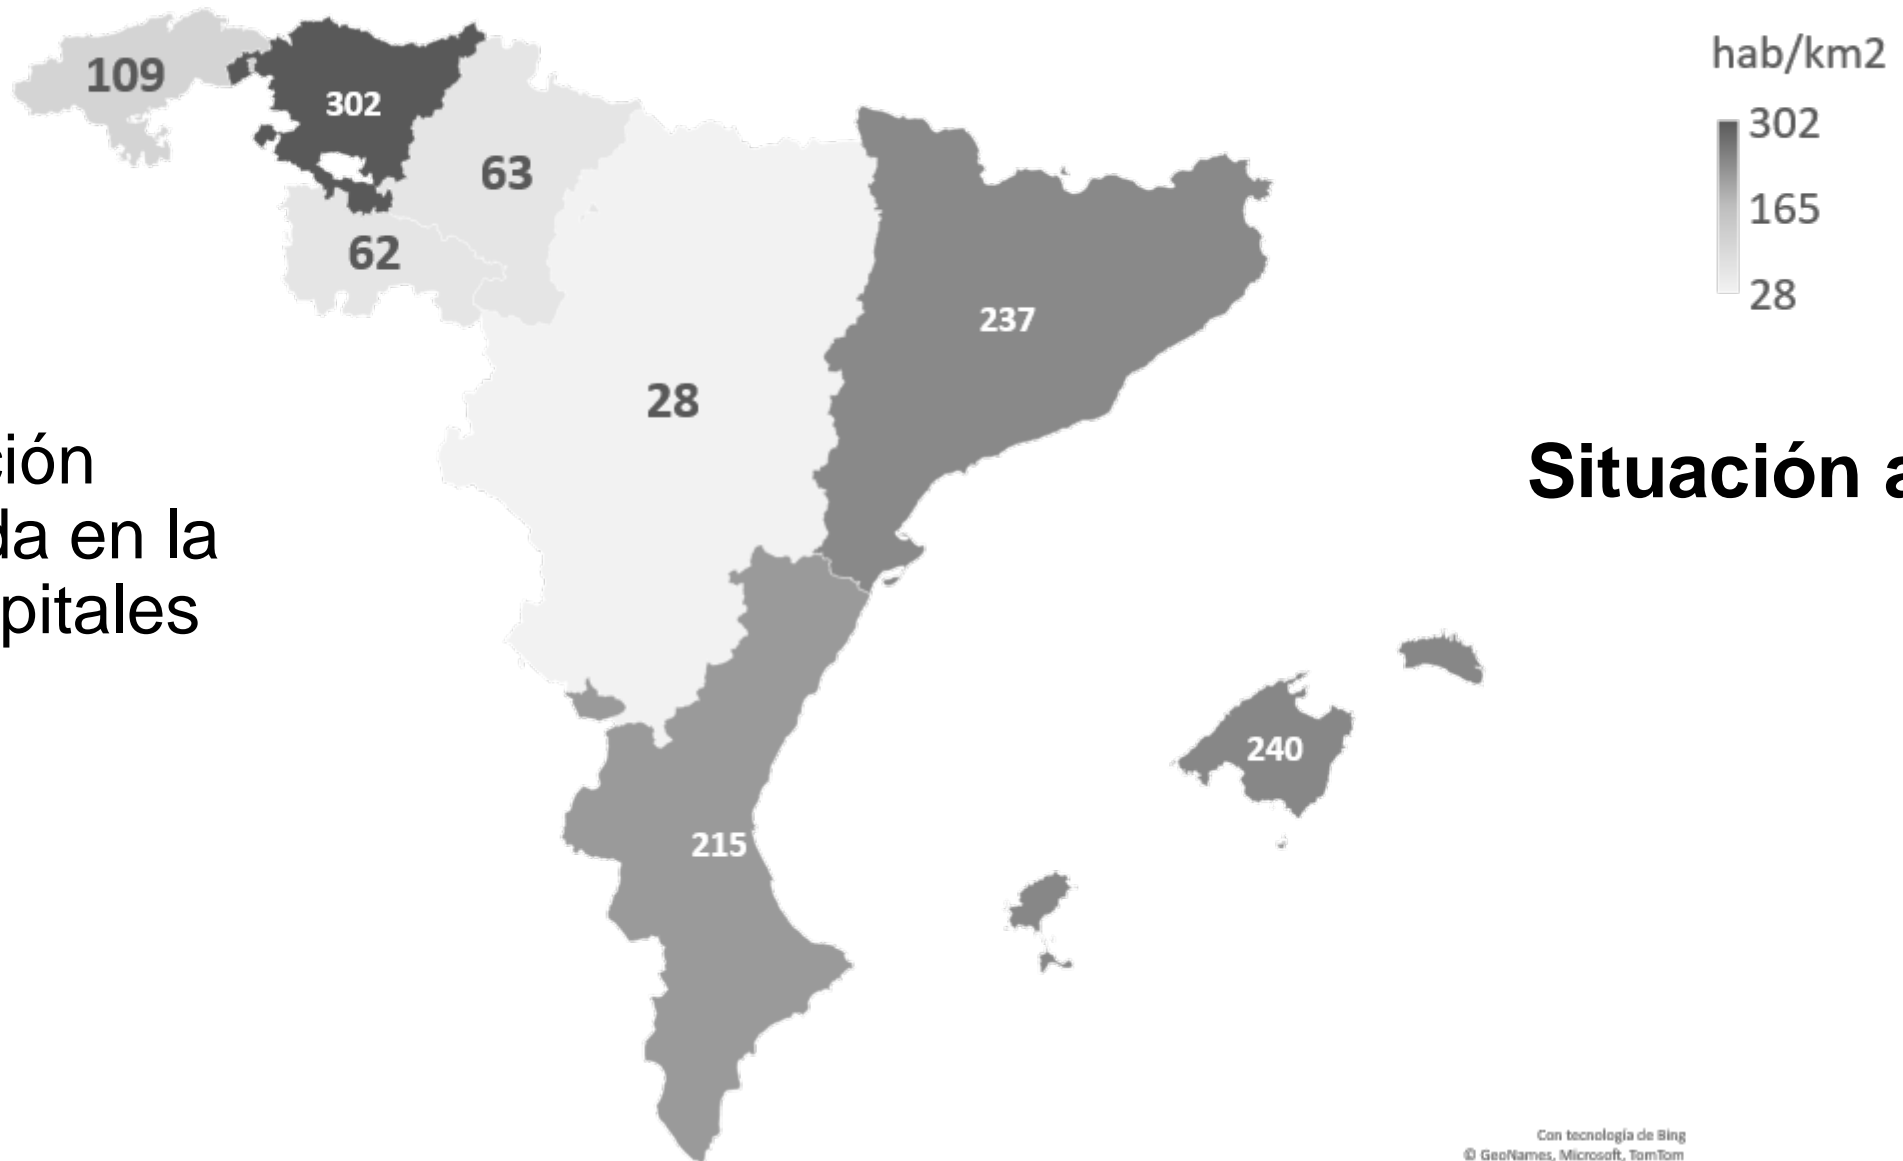 hab/km2
302
165
28
109
302
63
62
237
28
ción
da en la
pitales
Situación a
240
215
Con tecnología de Bing
© GeoNames, Microsoft, TomTom